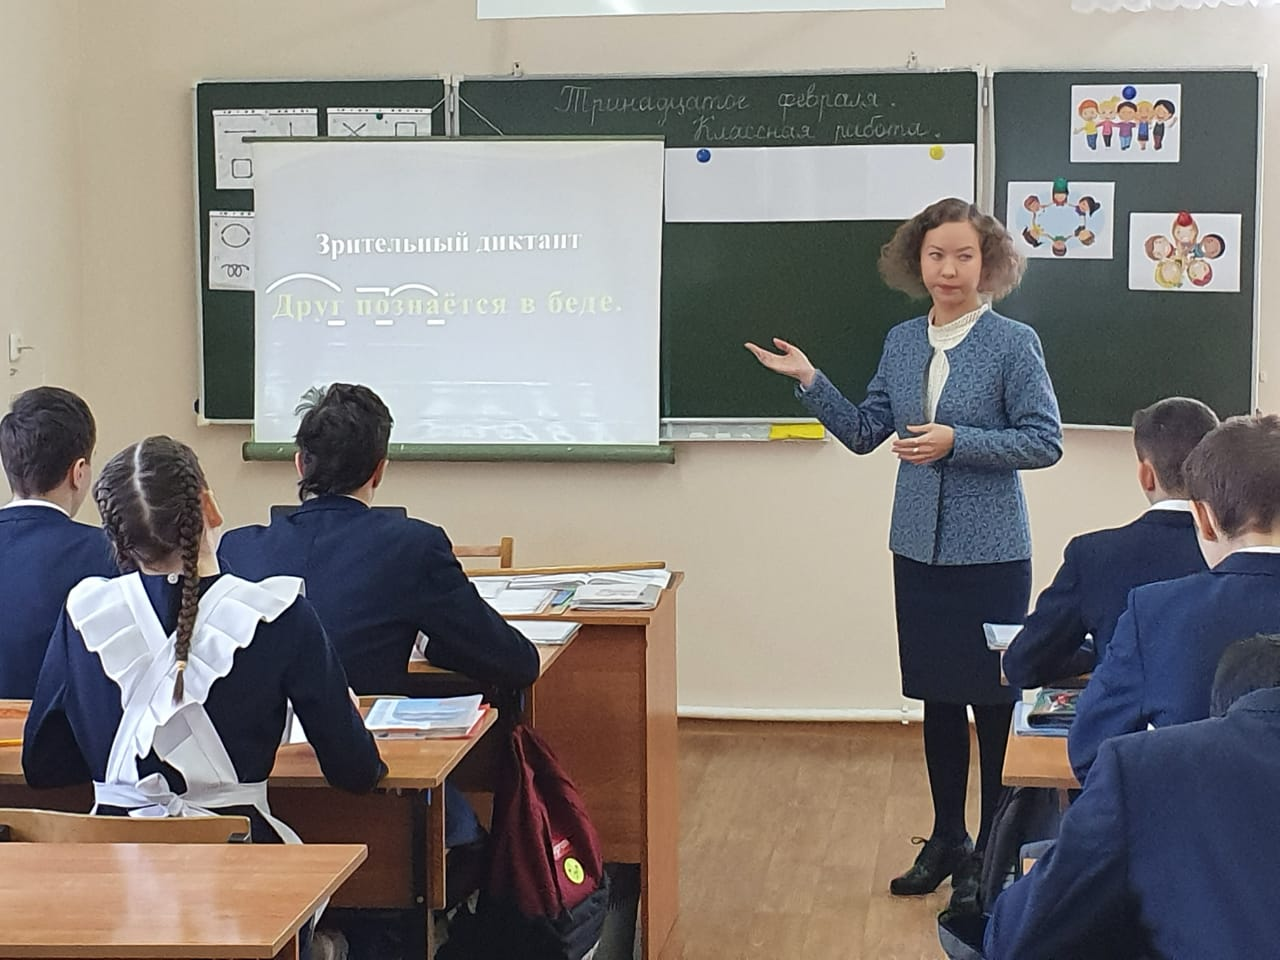 Тринадцатое февраля.
Классная работа.
Зрительный диктант
Друг познаётся в беде.